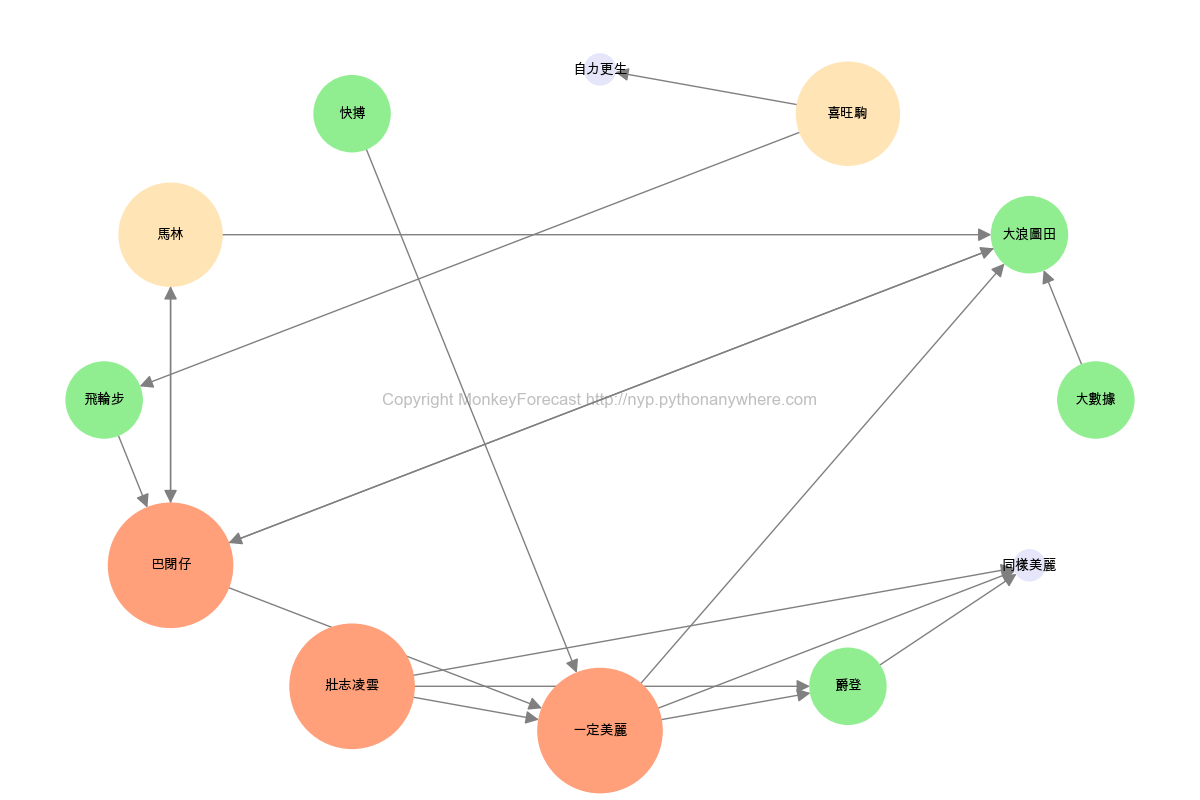 自力更生
快搏
喜旺駒
馬林
大浪圖田
飛輪步
Copyright MonkeyForecast http://nyp.pythonanywhere.com
大數據
巴閉仔
同樣美麗
壯志凌雲
爵登
一定美麗